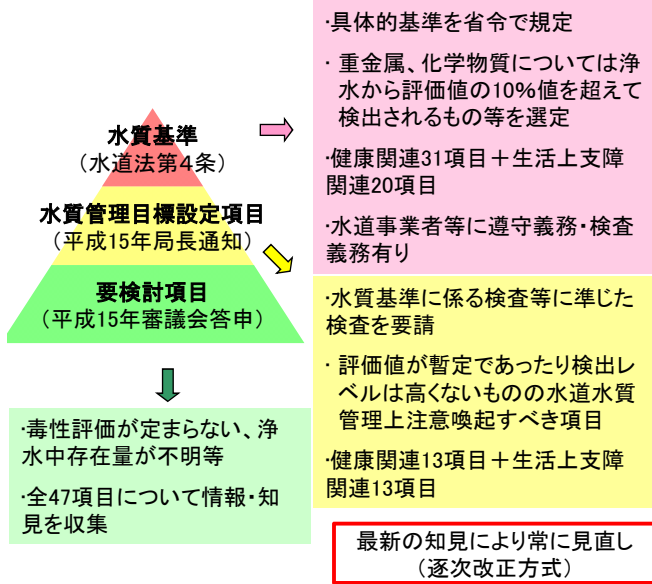 水質基準
（水道法第4条）
水質管理目標設定項目
（平成15年局長通知）
要検討項目
（平成15年審議会答申）
・具体的基準を省令で規定
・重金属、化学物質については浄
水から評価値の10%値を超えて
検出されるもの等を選定
・健康関連31項目＋生活上支障
関連20項目
・水道事業者等に遵守義務・検査
義務有り
・水質基準に係る検査等に準じた
検査を要請
・評価値が暫定であったり検出レ
ベルは高くないものの水道水質
管理上注意喚起すべき項目
・健康関連13項目＋生活上支障
関連13項目
・毒性評価が定まらない、浄
水中存在量が不明等
・全47項目について情報・知
見を収集
最新の知見により常に見直し
（逐次改正方式）